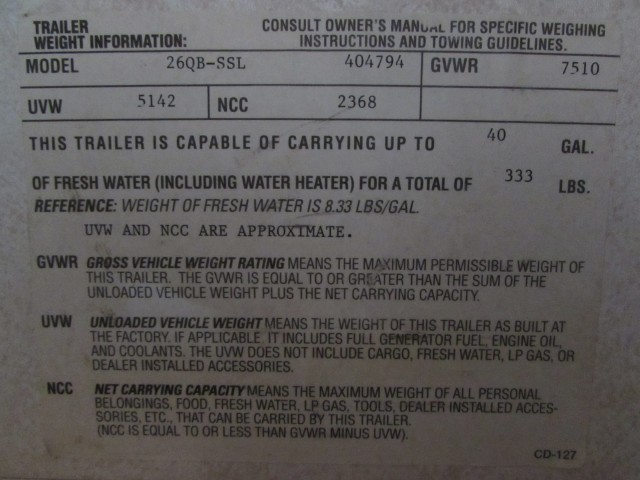 TRAILER
WEIGHT INFORMATION:
CONSULT OWNER'S MANUAL FOR SPECIFIC WEIGHING
INSTRUCTIONS AND TOWING GUIDELINES.
MODEL 26QB-SSL 404794 GVWR 7510
UVW 5142 NCC 2368
THIS TRAILER IS CAPABLE OF CARRYING UP TO 40 GAL.
OF FRESH WATER (INCLUDING WATER HEATER) FOR A TOTAL OF 333 LBS.
REFERENCE: WEIGHT OF FRESH WATER IS 8.33 LBS/GAL.
UVW AND NCC ARE APPROXTMATE.
GVWR GROSS VEHICLE WEIGHT RATING MEANS THE MAXIMUM PERMISSIBLE WEIGHT OF
THIS TRAILER. THE GVWR IS EQUAL TO OR GREATER THAN THE SUM OF THE
UNLOADED VEHICLE WEIGHT PLUS THE NET CARRYING CAPACITY.
UVW UNLOADED VEHICLE WEIGHT MEANS THE WEIGHT OF THIS TRAILER AS BUILT AT
THE FACTORY. IF APPLICABLE IT INCLUDES FULL GENERATOR FUEL, ENGINE OIL,
AND COOLANTS. THE UVW DOES NOT INCLUDE CARGO, FRESH WATER, LP GAS, OR
DEALER INSTALLED ACCESSORIES.
NCC NET CARRYING CAPACITY MEANS THE MAXIMUM WEIGHT OF ALL PERSONAL
BELONGINGS, FOOD, FRESH WATER, LP GAS, TOOLS, DEALER INSTALLED ACCES-
SORIES, ETC., THAT CAN BE CARRIED BY THIS TRAILER.
(NCC IS EQUAL TO OR LESS THAN GVWR MINUS UVW).
CD-127